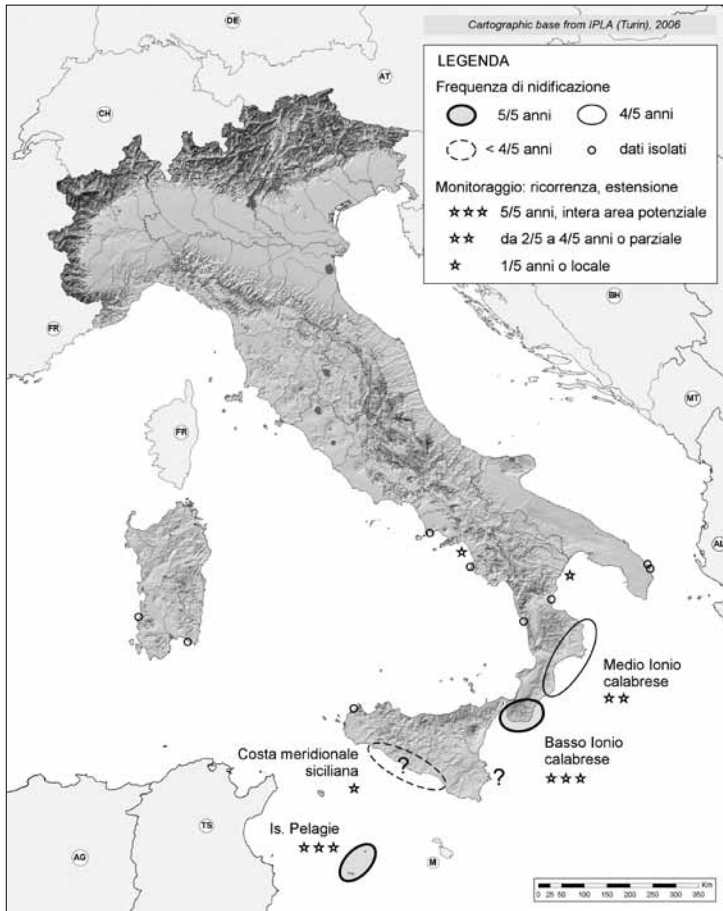 Cartographic base from IPLA (Turin), 2006
LEGENDA
Frequenza di nidificazione
5/5 anni
4/5 anni
< 4/5 anni
dati isolati
Monitoraggio: ricorrenza, estensione
☆☆☆ 5/5 anni, intera area potenziale
☆☆ da 2/5 a 4/5 anni o parziale
☆ 1/5 anni o locale
DE
AT
CH
FR
BH
MT
FR
AL
Medio Ionio
calabrese
☆☆
Basso Ionio
calabrese
☆☆☆
Costa meridionale
siciliana
☆
?
?
Is. Pelagie
☆☆☆
TS
AG
M
Km
0 25 50 100 150 200 250 300 350